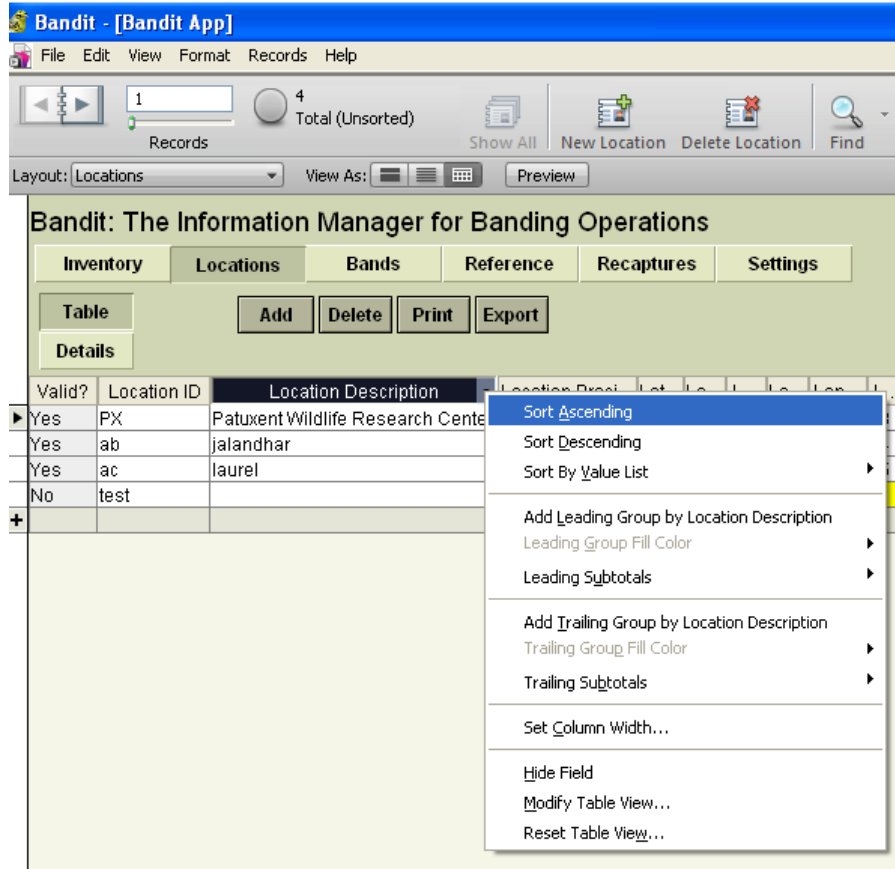 Bandit - [Bandit App]
File Edit View Format Records Help
1
4
Total (Unsorted)
Records
Show All New Location Delete Location Find
Layout: Locations View As: Preview
Bandit: The Information Manager for Banding Operations
Inventory Locations Bands Reference Recaptures Settings
Table Add Delete Print Export
Details
Valid? Location ID Location Description
Yes PX Patuxent Wildlife Research Cente
Yes ab jalandhar
Yes ac laurel
No test
Sort Ascending
Sort Descending
Sort By Value List
Add Leading Group by Location Description
Leading Group Fill Color
Leading Subtotals
Add Trailing Group by Location Description
Trailing Group Fill Color
Trailing Subtotals
Set Column Width...
Hide Field
Modify Table View...
Reset Table View...